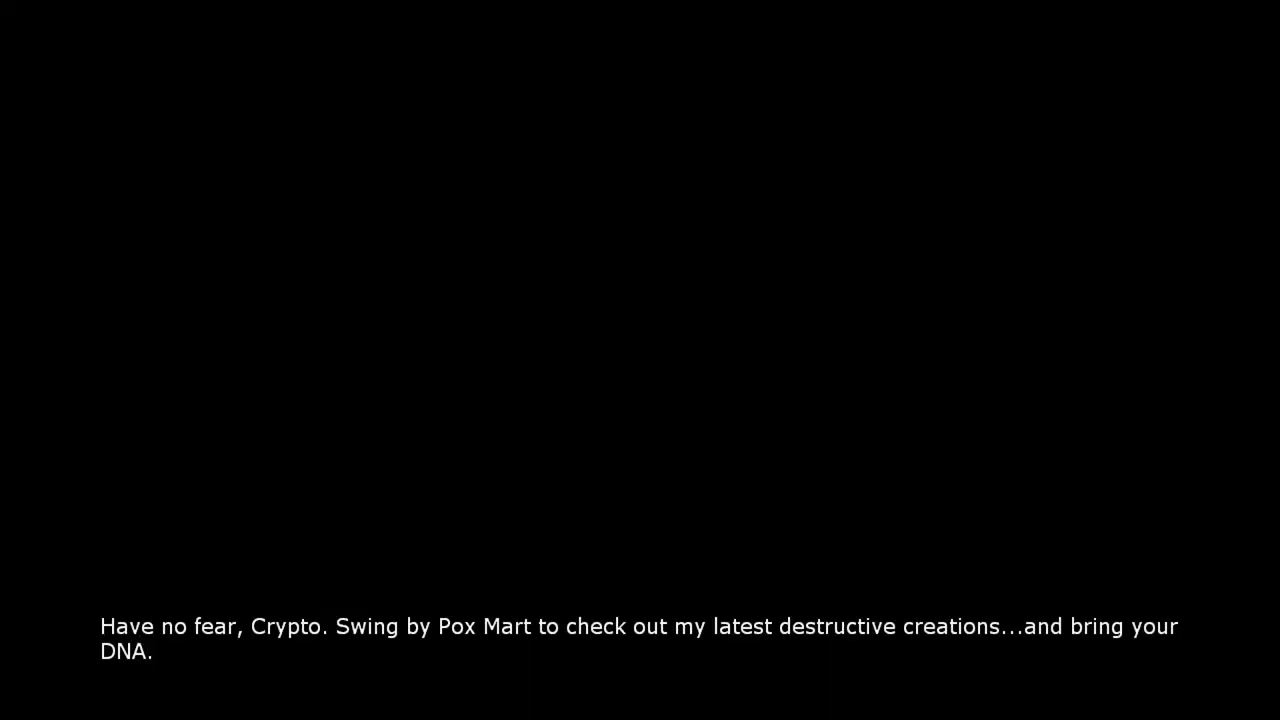 Have no fear, Crypto. Swing by Pox Mart to check out my latest destructive creations...and bring your
DNA.